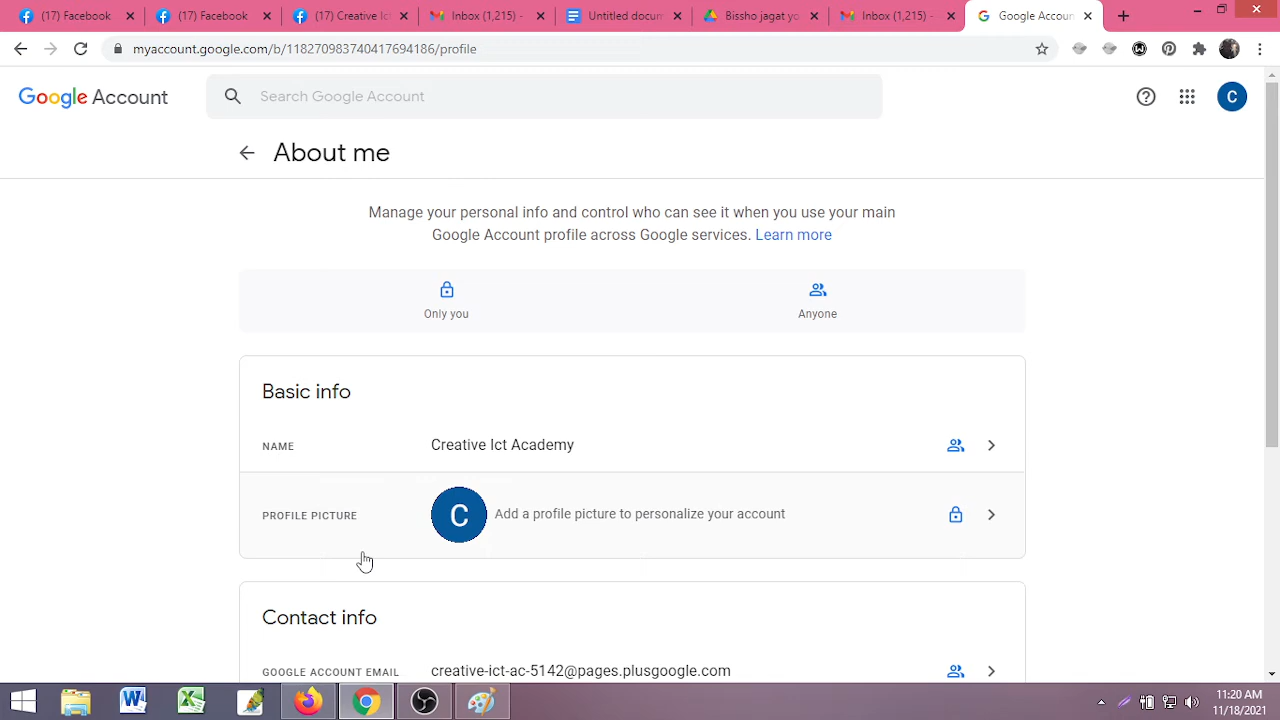 (17) Facebook
(17) Facebook
(17) Creative Ic
Inbox (1,215) -
Untitled docum
Bissho jagat yo
Inbox (1,215) -
Google Accoun
myaccount.google.com/b/118270983740417694186/profile
Google Account
Search Google Account
C
About me
Manage your personal info and control who can see it when you use your main
Google Account profile across Google services. Learn more
Only you
Anyone
Basic info
NAME
Creative Ict Academy
PROFILE PICTURE
C
Add a profile picture to personalize your account
Contact info
GOOGLE ACCOUNT EMAIL
creative-ict-ac-5142@pages.plusgoogle.com
11:20 AM
11/18/2021